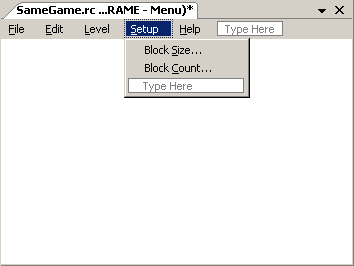 SameGame.rc ...RAME - Menu)*
File Edit Level Setup Help Type Here
Block Size...
Block Count...
Type Here